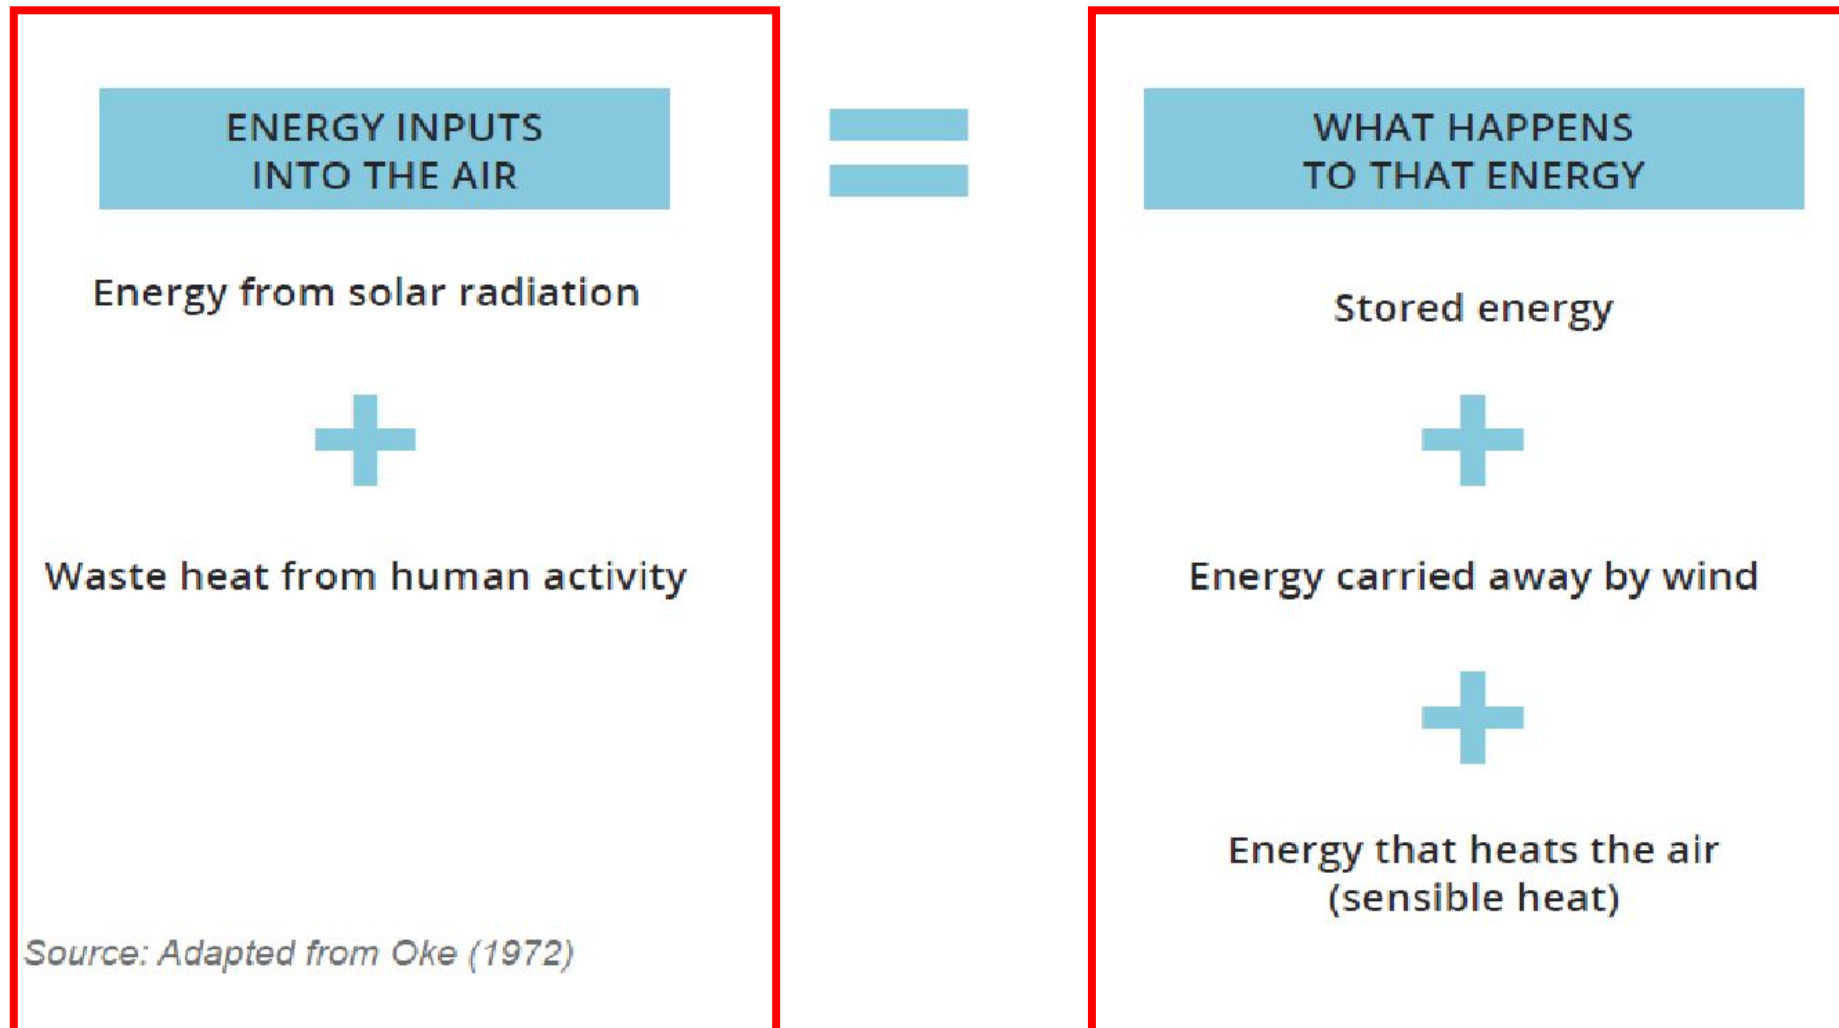 ENERGY INPUTS
INTO THE AIR
Energy from solar radiation
Waste heat from human activity
Source: Adapted from Oke (1972)
WHAT HAPPENS
TO THAT ENERGY
Stored energy
Energy carried away by wind
Energy that heats the air
(sensible heat)